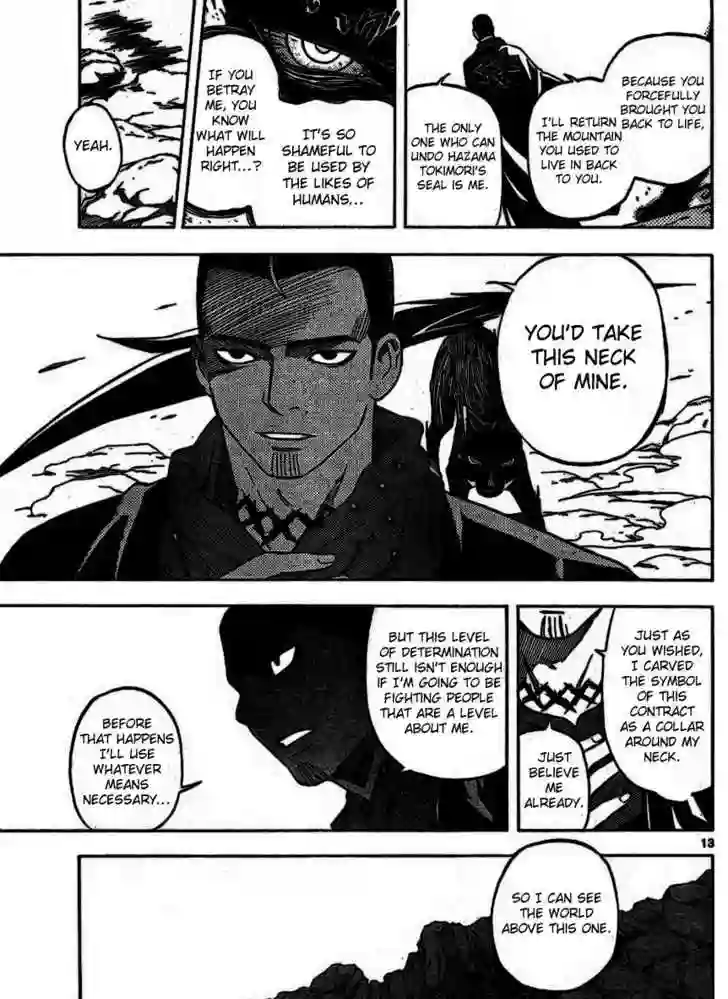 BECAUSE YOU
FORCEFULLY
BROUGHT YOU
BACK TO LIFE,
I'LL RETURN
THE MOUNTAIN
YOU USED TO
LIVE IN BACK
TO YOU.
THE ONLY
ONE WHO CAN
UNDO HAZAMA
TOKIMORI'S
SEAL IS ME.
IT'S SO
SHAMEFUL TO
BE USED BY
THE LIKES OF
HUMANS...
IF YOU
BETRAY
ME, YOU
KNOW
WHAT WILL
HAPPEN
RIGHT...?
YEAH.
YOU'D TAKE
THIS NECK
OF MINE.
JUST AS
YOU WISHED,
I CARVED
THE SYMBOL
OF THIS
CONTRACT
AS A COLLAR
AROUND MY
NECK.
JUST
BELIEVE
ME
ALREADY.
BUT THIS LEVEL
OF DETERMINATION
STILL ISN'T ENOUGH
IF I'M GOING TO BE
FIGHTING PEOPLE
THAT ARE A LEVEL
ABOUT ME.
BEFORE
THAT HAPPENS
I'LL USE
WHATEVER
MEANS
NECESSARY...
13
SO I CAN SEE
THE WORLD
ABOVE THIS
ONE.